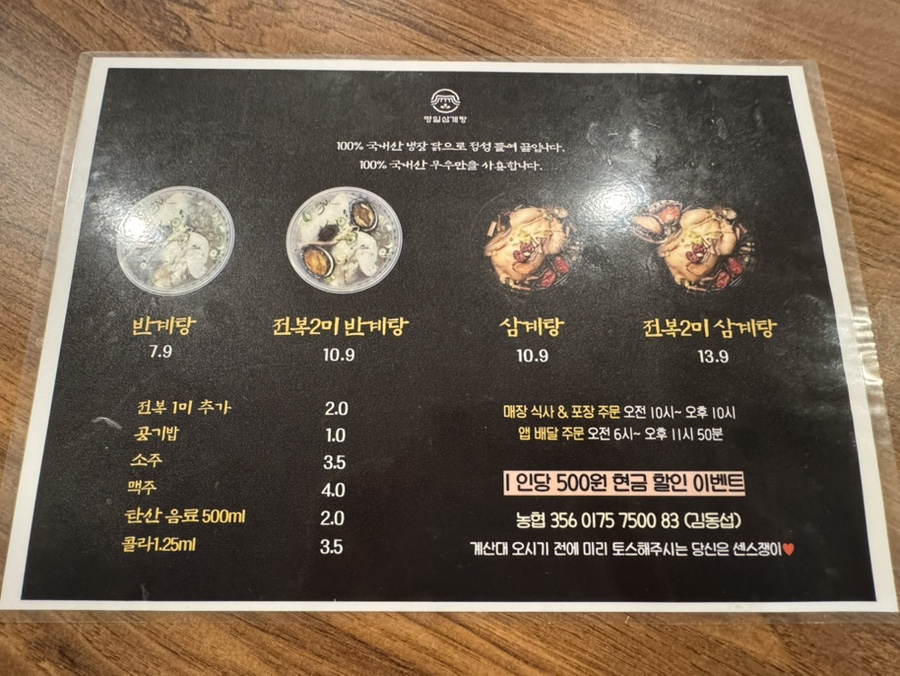 명일삼계탕
100% 국내산 냉장 닭으로 정성 들여 끓입니다.
100% 국내산 무수만을 사용합니다.
반계탕
7.9
전복2미 반계탕
10.9
삼계탕
10.9
전복2미 삼계탕
13.9
전복 1미 추가 2.0
공기밥 1.0
소주 3.5
맥주 4.0
탄산 음료 500ml 2.0
콜라1.25ml 3.5
매장 식사 & 포장 주문 오전 10시~ 오후 10시
앱 배달 주문 오전 6시~ 오후 11시 50분
1인당 500원 현금 할인 이벤트
농협 356 0175 7500 83 (김동섭)
계산대 오시기 전에 미리 토스해주시는 당신은 센스쟁이♥